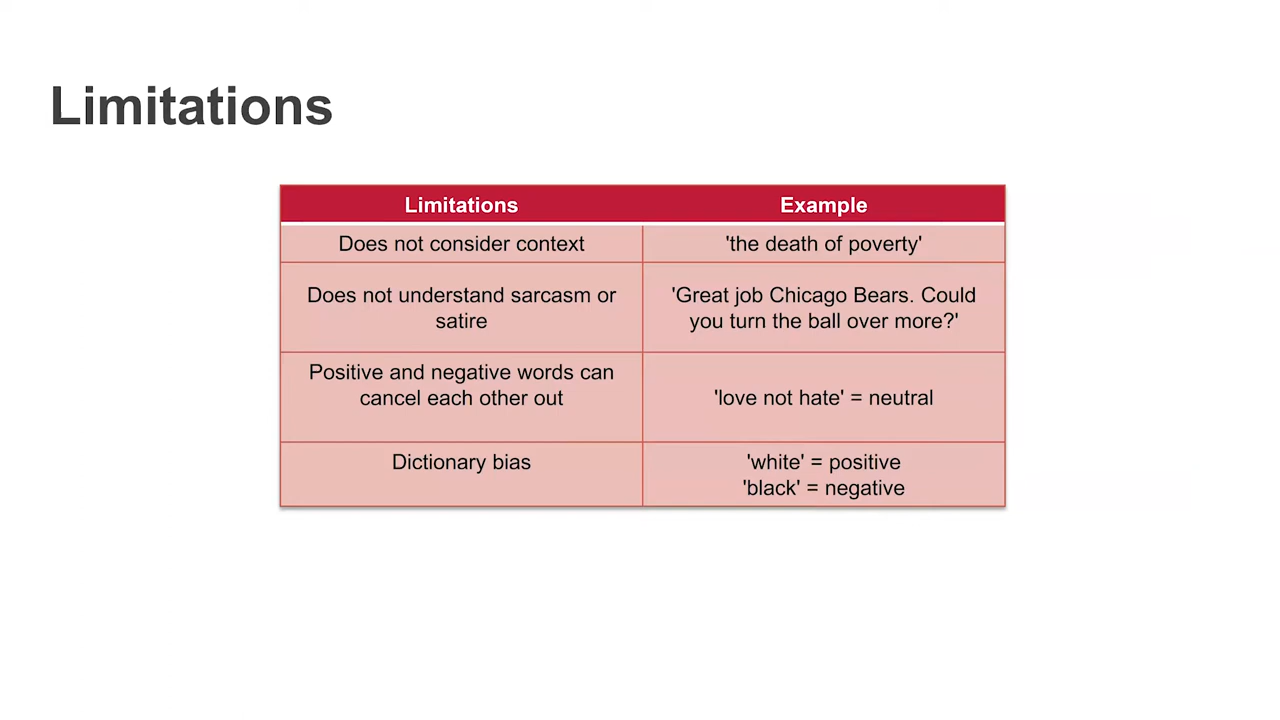 Limitations
Limitations
Example
Does not consider context
'the death of poverty'
Does not understand sarcasm or
satire
'Great job Chicago Bears. Could
you turn the ball over more?'
Positive and negative words can
cancel each other out
'love not hate' = neutral
Dictionary bias
'white' = positive
'black' = negative